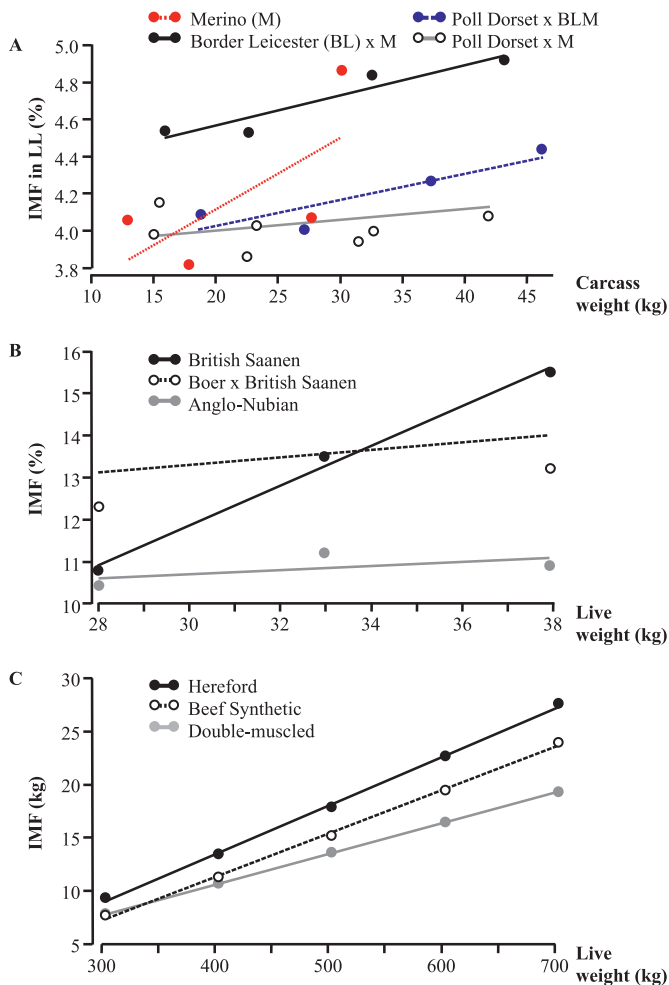 Merino (M)
Poll Dorset x BLM
Border Leicester (BL) x M
Poll Dorset x M
A
IMF in LL (%)
5.0
4.8
4.6
4.4
4.2
4.0
3.8
10 15 20 25 30 35 40 45
Carcass
weight (kg)
B
IMF (%)
British Saanen
Boer x British Saanen
Anglo-Nubian
16
15
14
13
12
11
10
28 30 32 34 36 38
Live
weight (kg)
C
IMF (kg)
Hereford
Beef Synthetic
Double-muscled
30
25
20
15
10
5
300 400 500 600 700
Live
weight (kg)